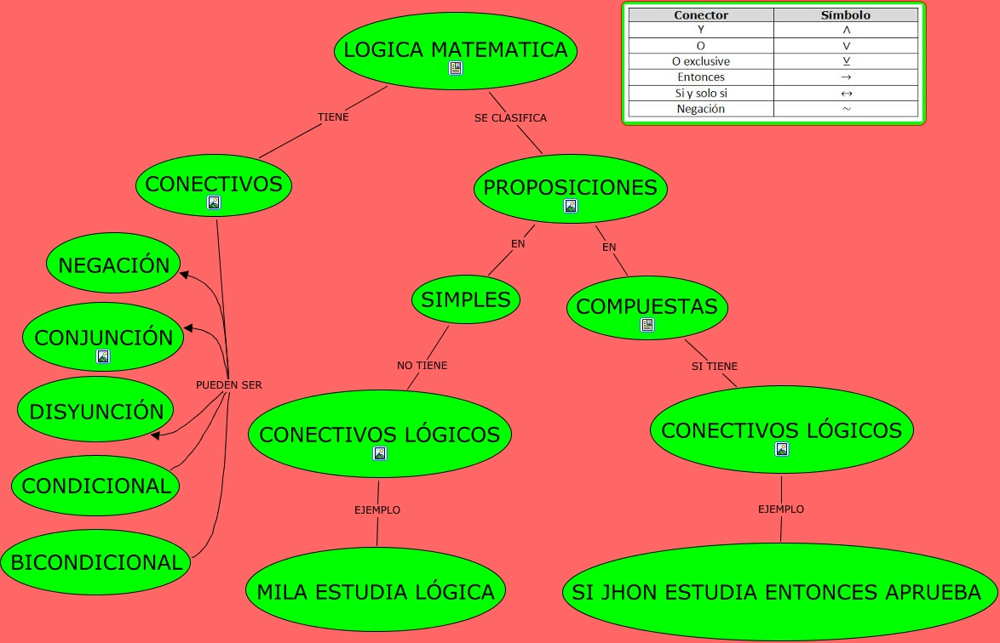 LOGICA MATEMATICA
Conector Símbolo
Y ∧
O ∨
O exclusive ⊻
Entonces →
Si y solo si ↔
Negación ~
TIENE
SE CLASIFICA
CONECTIVOS
PROPOSICIONES
EN
EN
NEGACIÓN
CONJUNCIÓN
DISYUNCIÓN
CONDICIONAL
BICONDICIONAL
PUEDEN SER
SIMPLES
COMPUESTAS
NO TIENE
SI TIENE
CONECTIVOS LÓGICOS
CONECTIVOS LÓGICOS
EJEMPLO
EJEMPLO
MILA ESTUDIA LÓGICA
SI JHON ESTUDIA ENTONCES APRUEBA